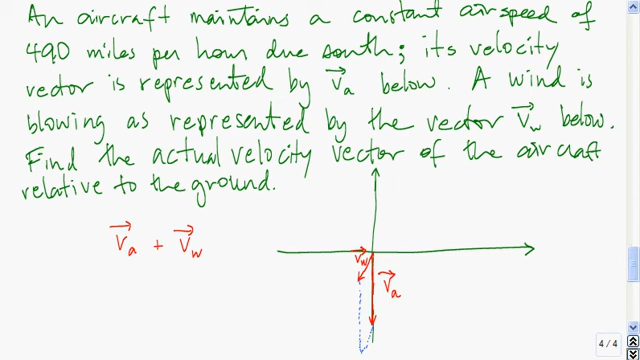 An aircraft maintains a constant airspeed of
490 miles per hour due south; its velocity
vector is represented by v⃗a below. A wind is
blowing as represented by the vector v⃗w below.
Find the actual velocity vector of the aircraft
relative to the ground.
v⃗a + v⃗w
v⃗w
v⃗a
4/4